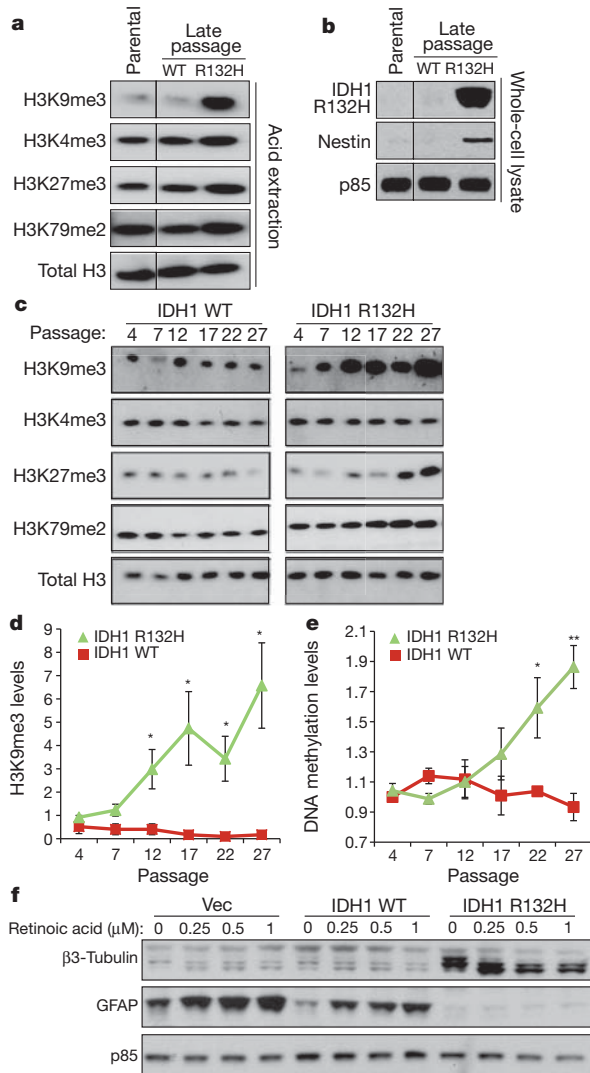 a
Parental
Late passage
WT R132H
H3K9me3
H3K4me3
H3K27me3
H3K79me2
Total H3
Acid extraction
b
Parental
Late passage
WT R132H
IDH1 R132H
Nestin
p85
Whole-cell lysate
c
IDH1 WT IDH1 R132H
Passage: 4 7 12 17 22 27 4 7 12 17 22 27
H3K9me3
H3K4me3
H3K27me3
H3K79me2
Total H3
d
IDH1 R132H
IDH1 WT
H3K9me3 levels
9
8
7
6
5
4
3
2
1
0
* * * *
4 7 12 17 22 27
Passage
e
IDH1 R132H
IDH1 WT
DNA methylation levels
2.1
1.9
1.7
1.5
1.3
1.1
0.9
0.7
* **
4 7 12 17 22 27
Passage
f
Vec IDH1 WT IDH1 R132H
Retinoic acid (μM): 0 0.25 0.5 1 0 0.25 0.5 1 0 0.25 0.5 1
β3-Tubulin
GFAP
p85